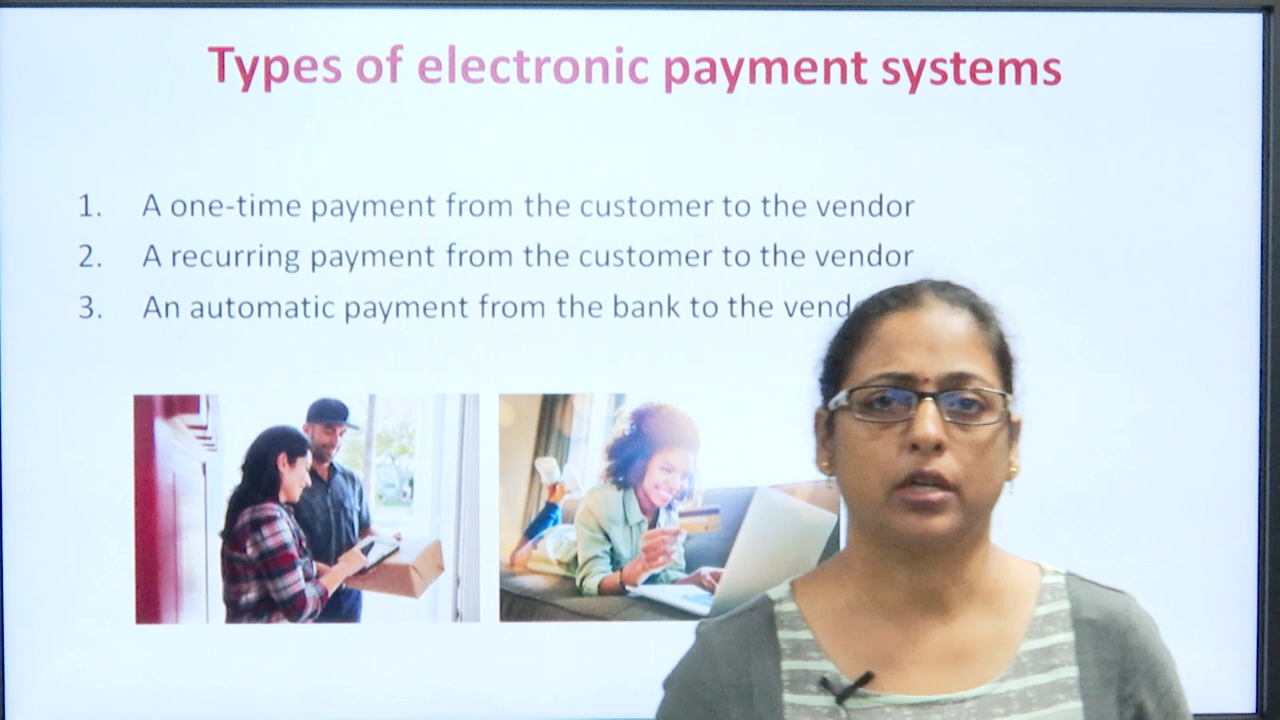 Types of electronic payment systems
1. A one-time payment from the customer to the vendor
2. A recurring payment from the customer to the vendor
3. An automatic payment from the bank to the